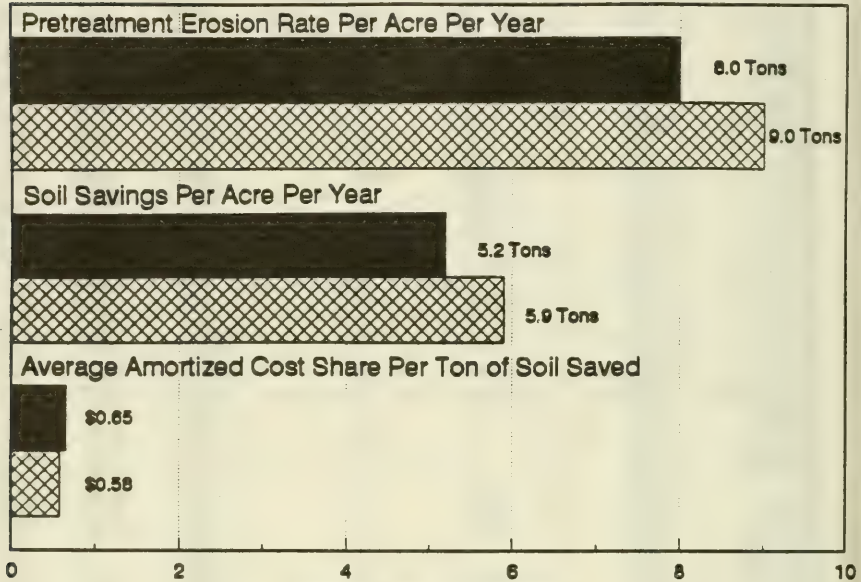 Pretreatment Erosion Rate Per Acre Per Year
8.0 Tons
9.0 Tons
Soil Savings Per Acre Per Year
5.2 Tons
5.9 Tons
Average Amortized Cost Share Per Ton of Soil Saved
$0.65
$0.58
0 2 4 6 8 10